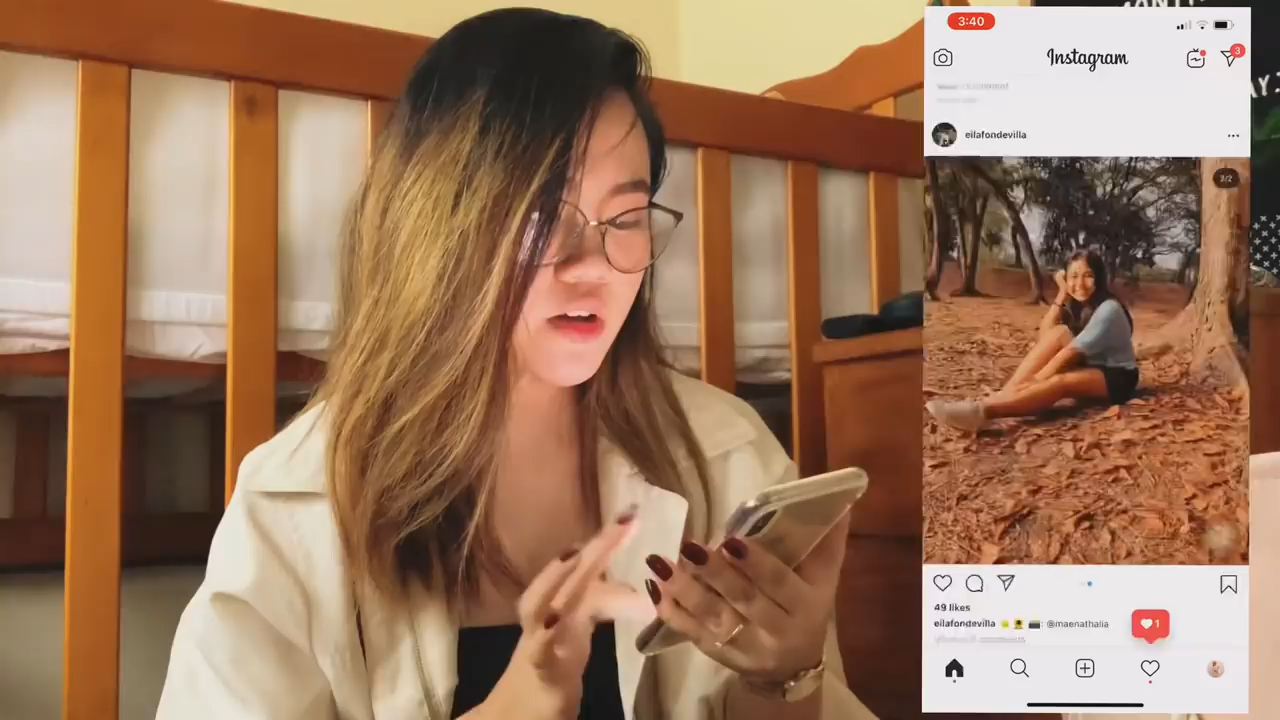 3:40
Instagram
3
eilafondevilla
2/2
49 likes
eilafondevilla : @maenathalia
1